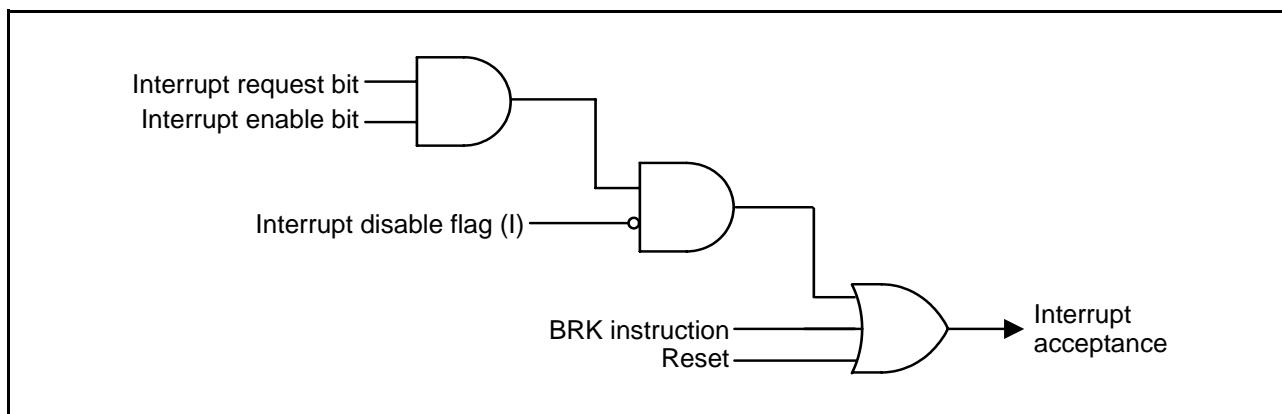 Interrupt request bit
Interrupt enable bit
Interrupt disable flag (I)
BRK instruction
Reset
Interrupt
acceptance